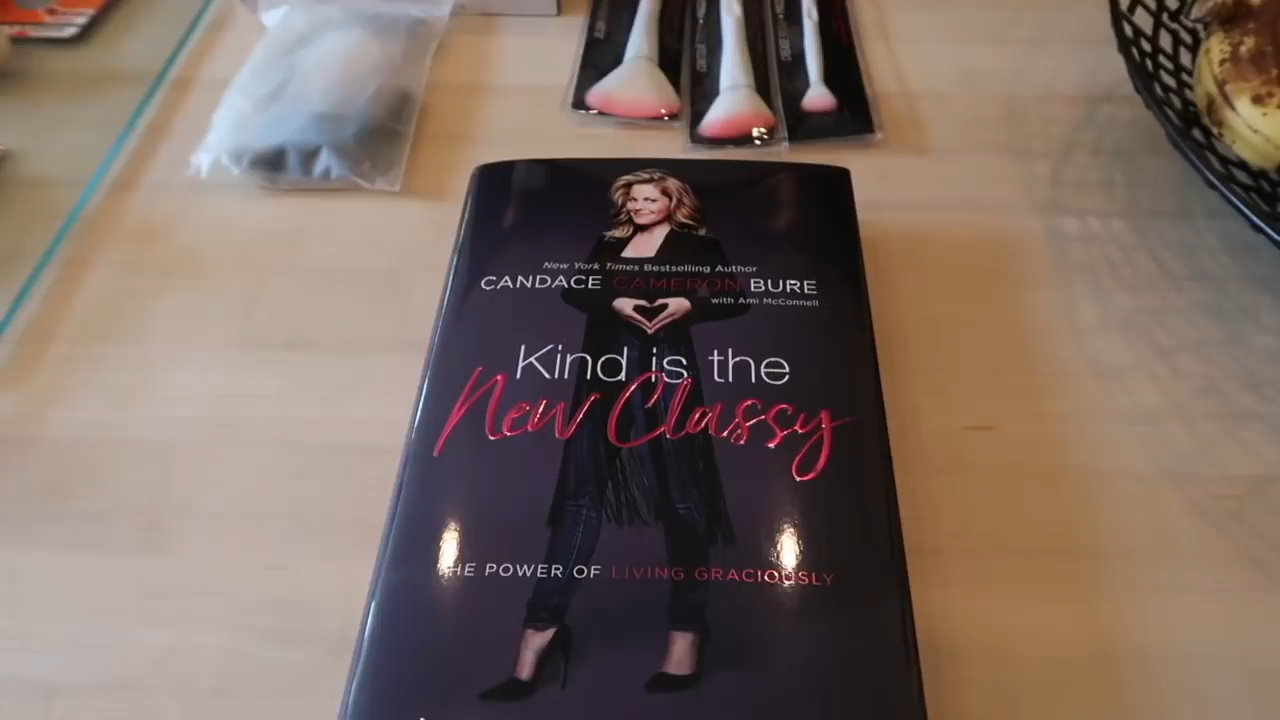 New York Times Bestselling Author
CANDACE CAMERON BURE
with Ami McConnell
Kind is the
New Classy
THE POWER OF LIVING GRACIOUSLY